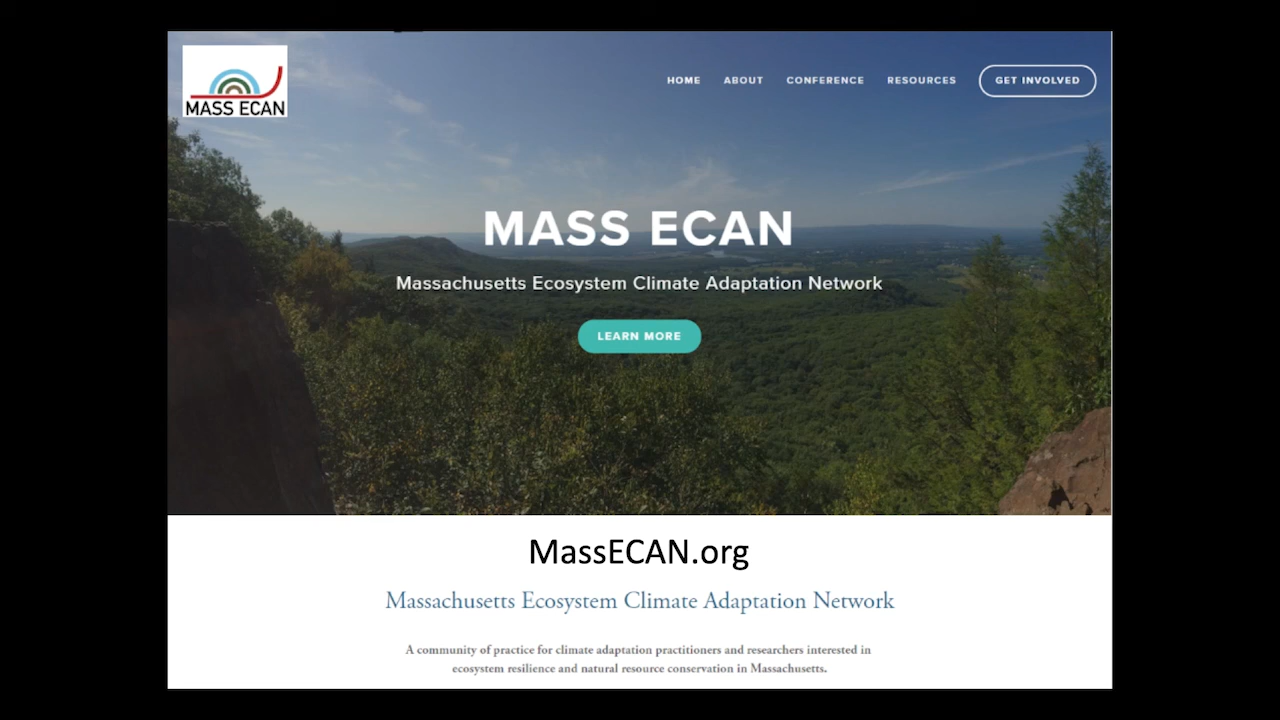 MASS ECAN
HOME ABOUT CONFERENCE RESOURCES GET INVOLVED
MASS ECAN
Massachusetts Ecosystem Climate Adaptation Network
LEARN MORE
MassECAN.org
Massachusetts Ecosystem Climate Adaptation Network
A community of practice for climate adaptation practitioners and researchers interested in
ecosystem resilience and natural resource conservation in Massachusetts.